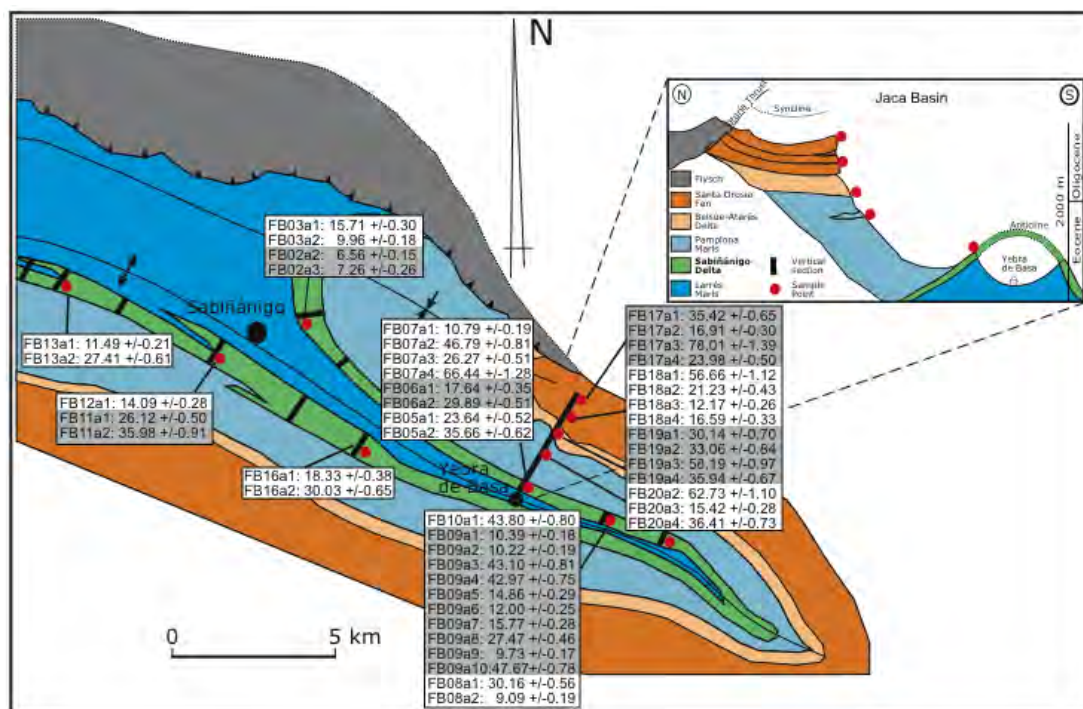 N
N
Jaca Basin
S
Thrust
Syncline
Flysch
Santa Orosia
Fan
Belsúe-Atarés
Delta
Pamplona
Marls
Sabiñánigo
Delta
Larrés
Marls
Vertical
section
Sample
Point
Anticline
Yebra
de Basa
2000 m
Eocene
Oligocene
FB03a1: 15.71 +/-0.30
FB03a2: 9.96 +/-0.18
FB02a2: 6.56 +/-0.15
FB02a3: 7.26 +/-0.26
Sabiñánigo
FB13a1: 11.49 +/-0.21
FB13a2: 27.41 +/-0.61
FB12a1: 14.09 +/-0.28
FB11a1: 26.12 +/-0.50
FB11a2: 35.98 +/-0.91
FB16a1: 18.33 +/-0.38
FB16a2: 30.03 +/-0.65
FB07a1: 10.79 +/-0.19
FB07a2: 46.79 +/-0.81
FB07a3: 26.27 +/-0.51
FB07a4: 66.44 +/-1.28
FB06a1: 17.64 +/-0.35
FB06a2: 29.89 +/-0.51
FB05a1: 23.64 +/-0.52
FB05a2: 35.66 +/-0.62
Yebra
de Basa
FB17a1: 35.42 +/-0.65
FB17a2: 16.91 +/-0.30
FB17a3: 78.01 +/-1.39
FB17a4: 23.98 +/-0.50
FB18a1: 56.66 +/-1.12
FB18a2: 21.23 +/-0.43
FB18a3: 12.17 +/-0.26
FB18a4: 16.59 +/-0.33
FB19a1: 30.14 +/-0.70
FB19a2: 33.06 +/-0.64
FB19a3: 58.19 +/-0.97
FB19a4: 35.94 +/-0.67
FB20a2: 62.73 +/-1.10
FB20a3: 15.42 +/-0.28
FB20a4: 36.41 +/-0.73
FB10a1: 43.80 +/-0.80
FB09a1: 10.39 +/-0.18
FB09a2: 10.22 +/-0.19
FB09a3: 43.10 +/-0.81
FB09a4: 42.97 +/-0.75
FB09a5: 14.86 +/-0.29
FB09a6: 12.00 +/-0.25
FB09a7: 15.77 +/-0.28
FB09a8: 27.47 +/-0.46
FB09a9: 9.73 +/-0.17
FB09a10:47.67+/-0.78
FB08a1: 30.16 +/-0.56
FB08a2: 9.09 +/-0.19
0 5 km